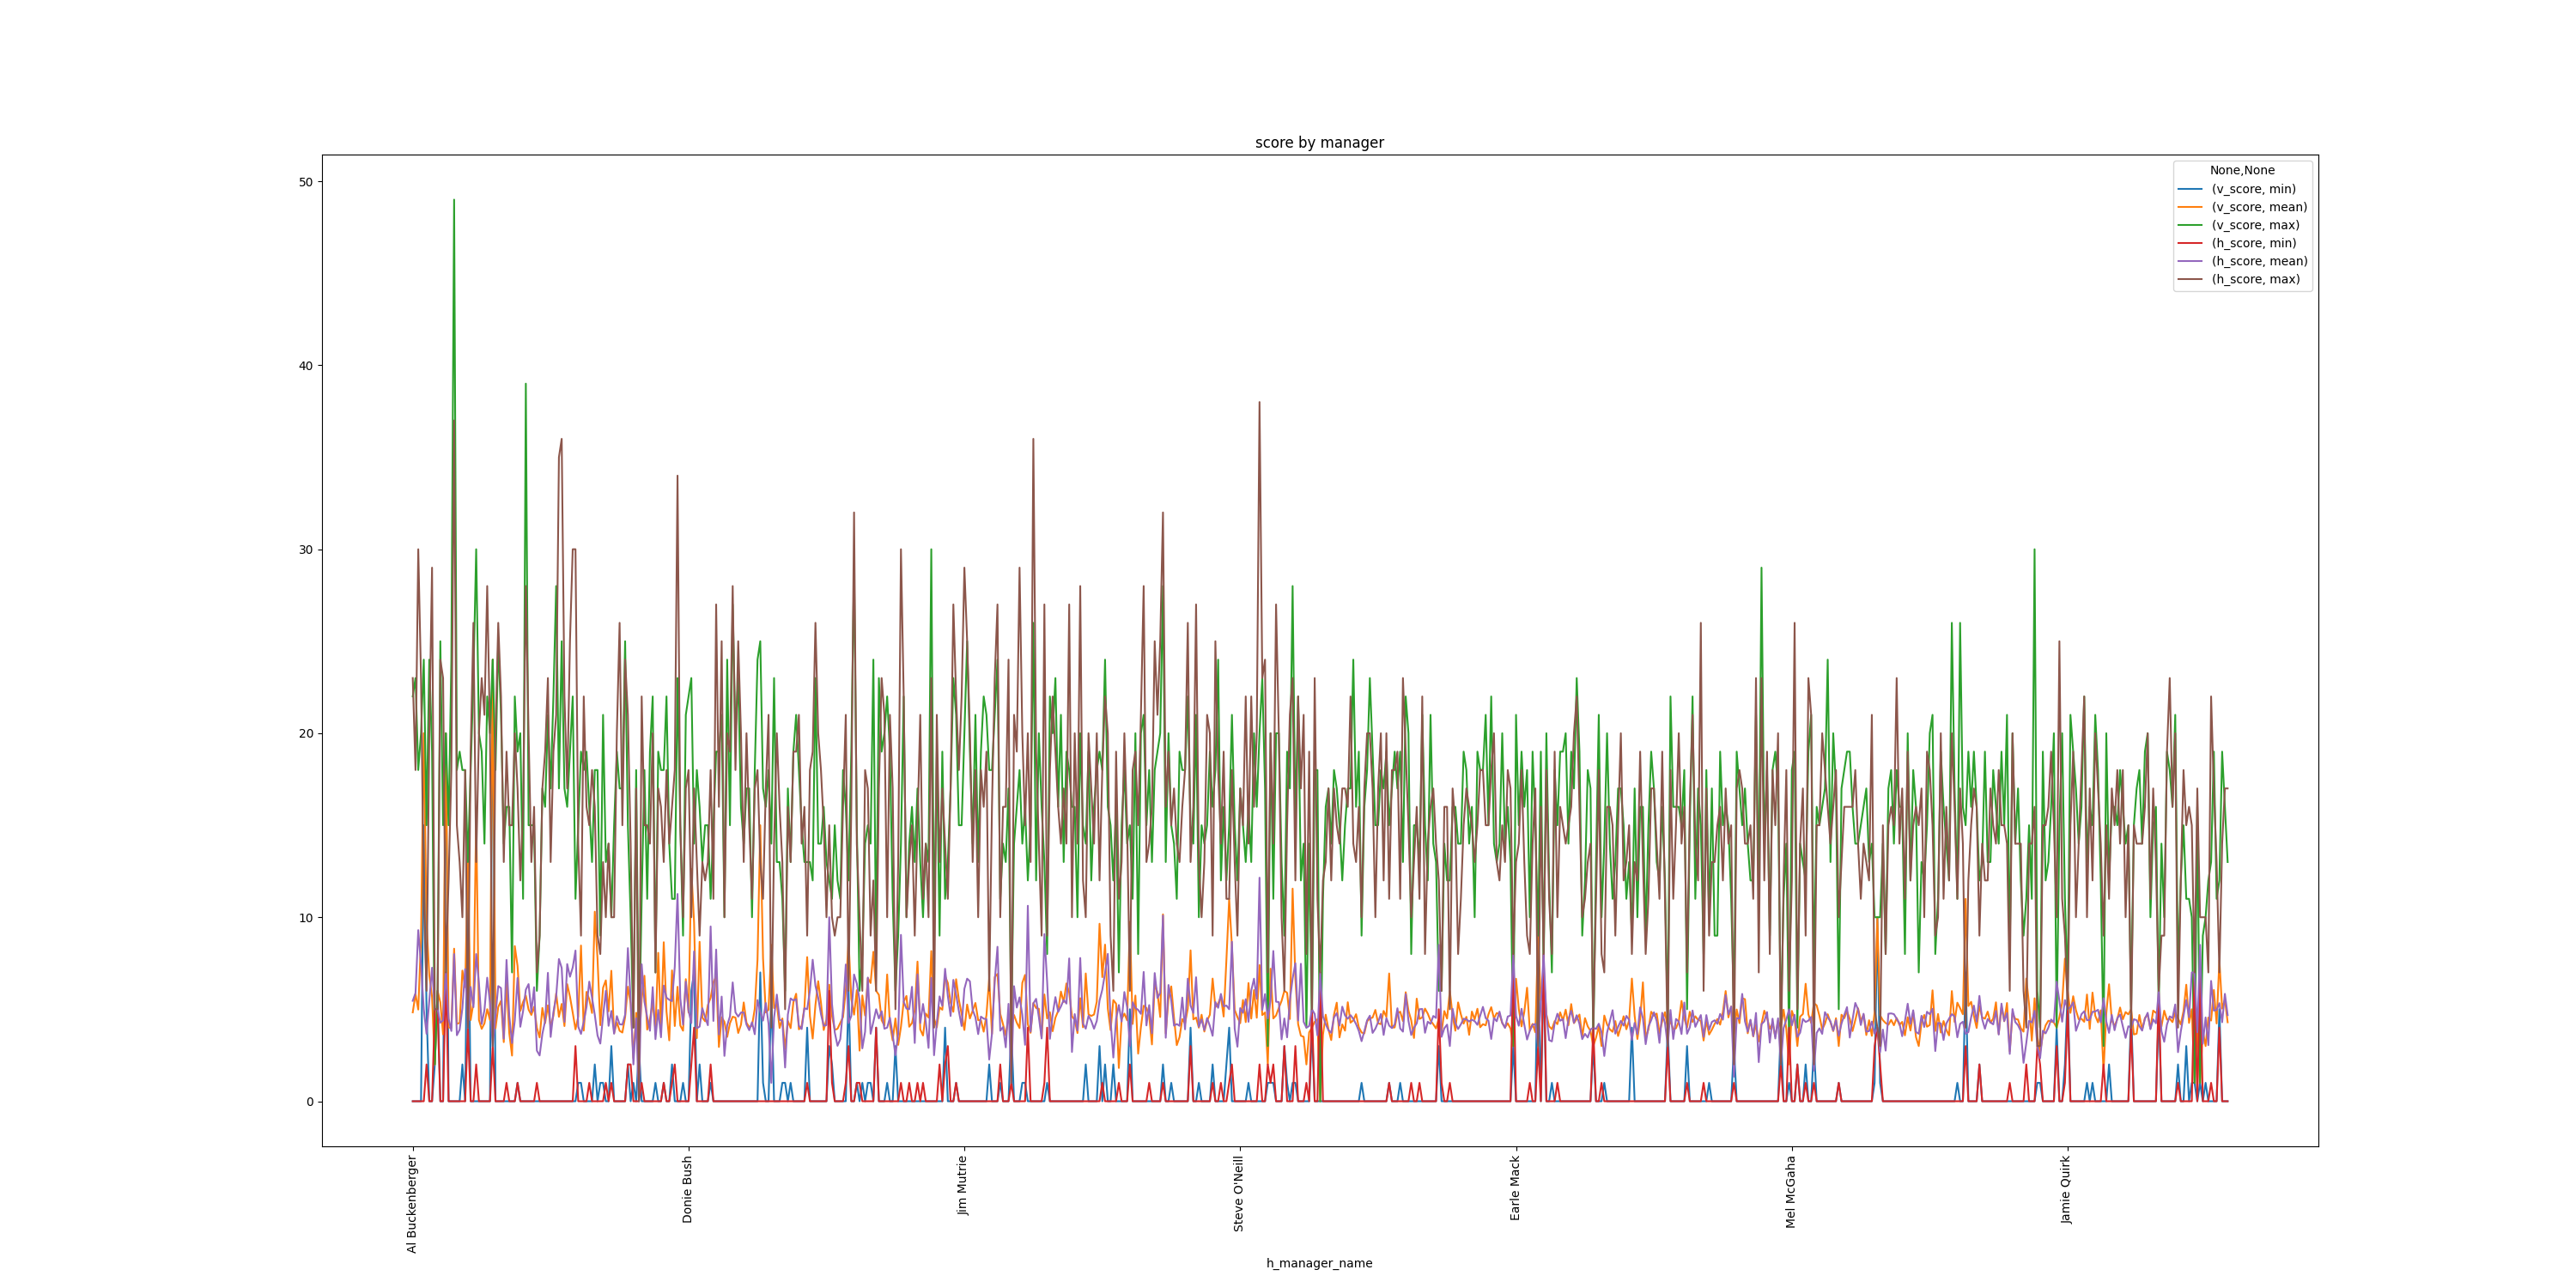 score by manager
50
40
30
20
10
0
None,None
(v_score, min)
(v_score, mean)
(v_score, max)
(h_score, min)
(h_score, mean)
(h_score, max)
Al Buckenberger
Donie Bush
Jim Mutrie
Steve O'Neill
Earle Mack
Mel McGaha
Jamie Quirk
h_manager_name